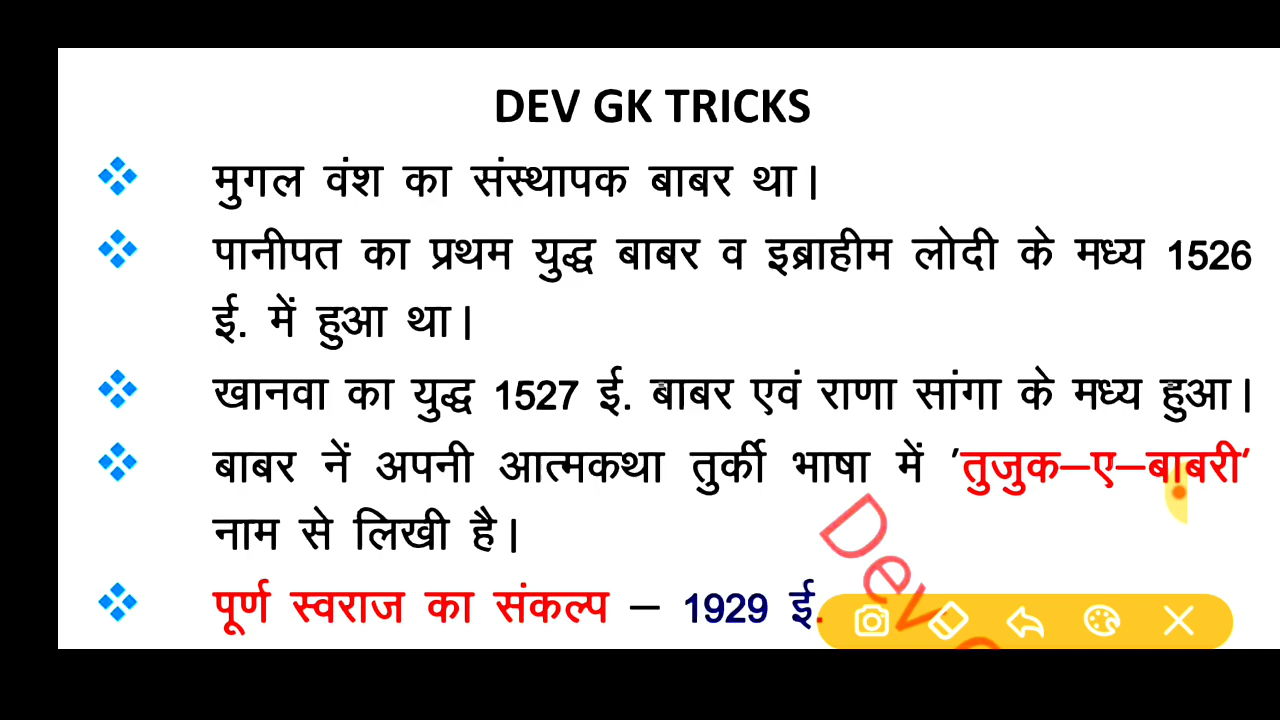 DEV GK TRICKS
मुगल वंश का संस्थापक बाबर था।
पानीपत का प्रथम युद्ध बाबर व इब्राहीम लोदी के मध्य 1526
ई. में हुआ था।
खानवा का युद्ध 1527 ई. बाबर एवं राणा सांगा के मध्य हुआ।
बाबर नें अपनी आत्मकथा तुर्की भाषा में 'तुजुक–ए–बाबरी'
नाम से लिखी है।
पूर्ण स्वराज का संकल्प – 1929 ई.
Dev